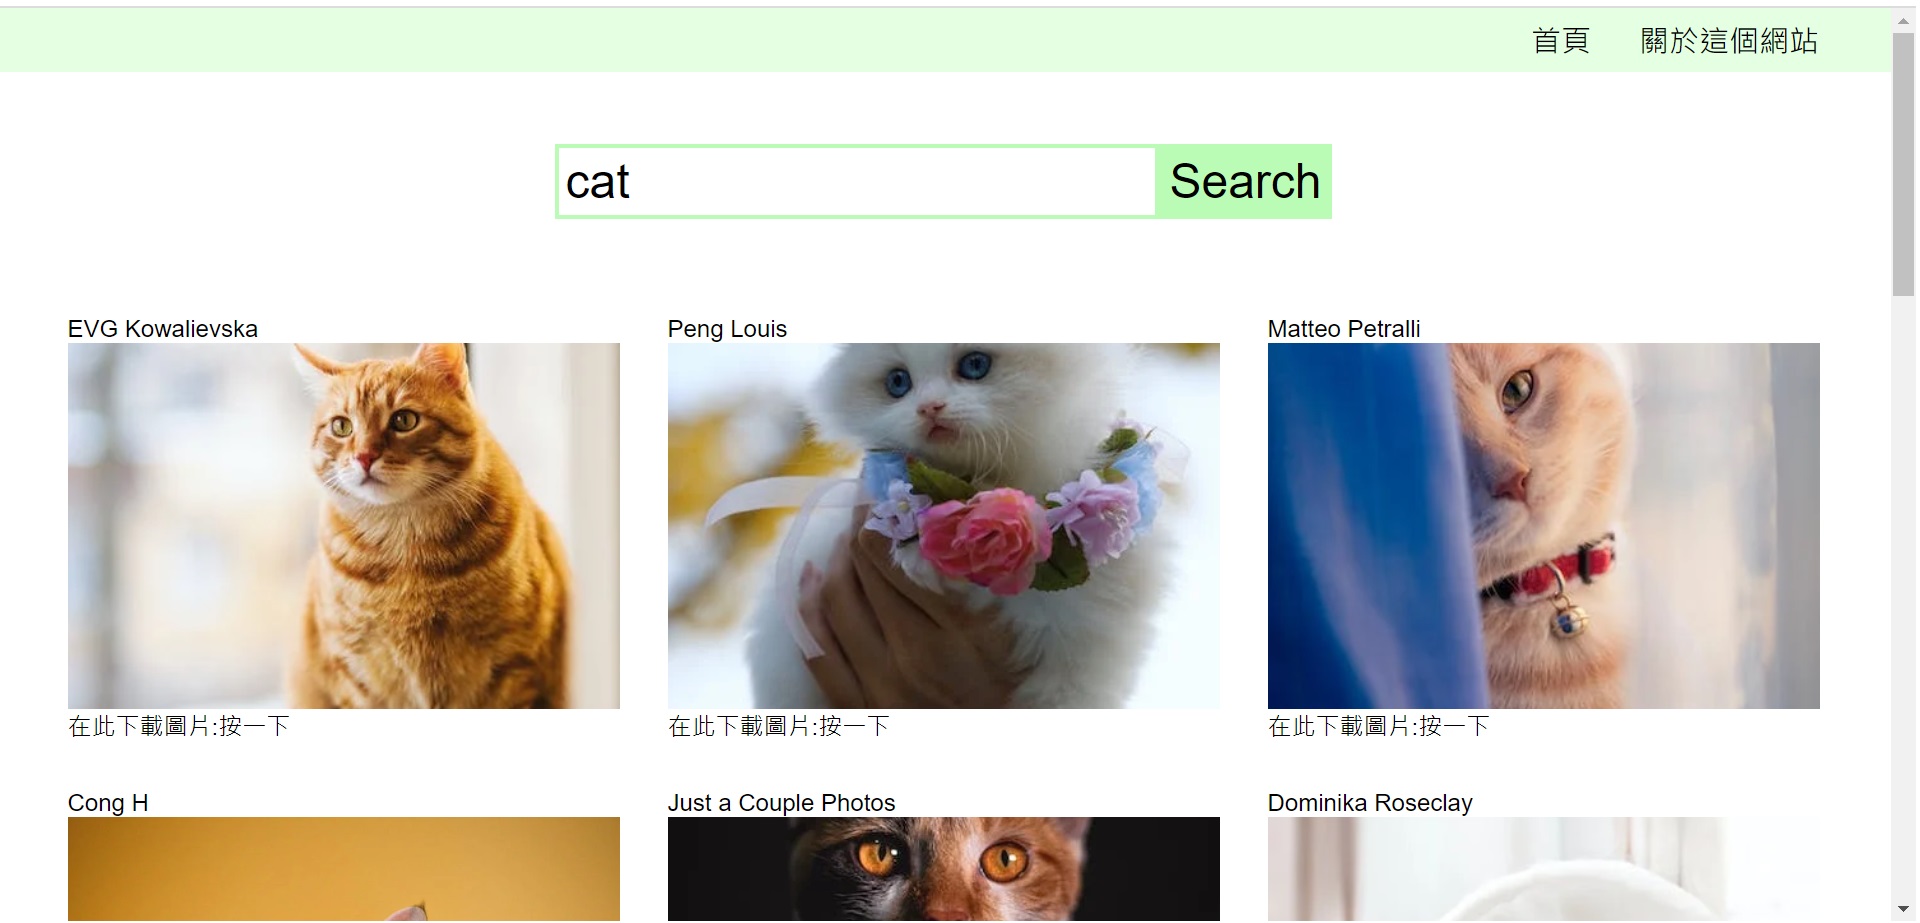 首頁 關於這個網站
cat Search
EVG Kowalievska
Peng Louis
Matteo Petralli
在此下載圖片:按一下
在此下載圖片:按一下
在此下載圖片:按一下
Cong H
Just a Couple Photos
Dominika Roseclay